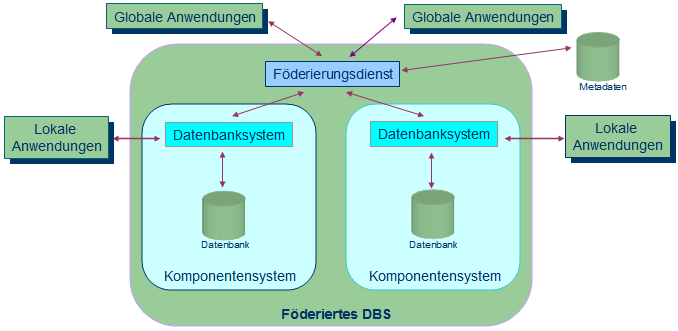 Globale Anwendungen
Globale Anwendungen
Föderierungsdienst
Metadaten
Lokale
Anwendungen
Datenbanksystem
Datenbanksystem
Lokale
Anwendungen
Datenbank
Datenbank
Komponentensystem
Komponentensystem
Föderiertes DBS